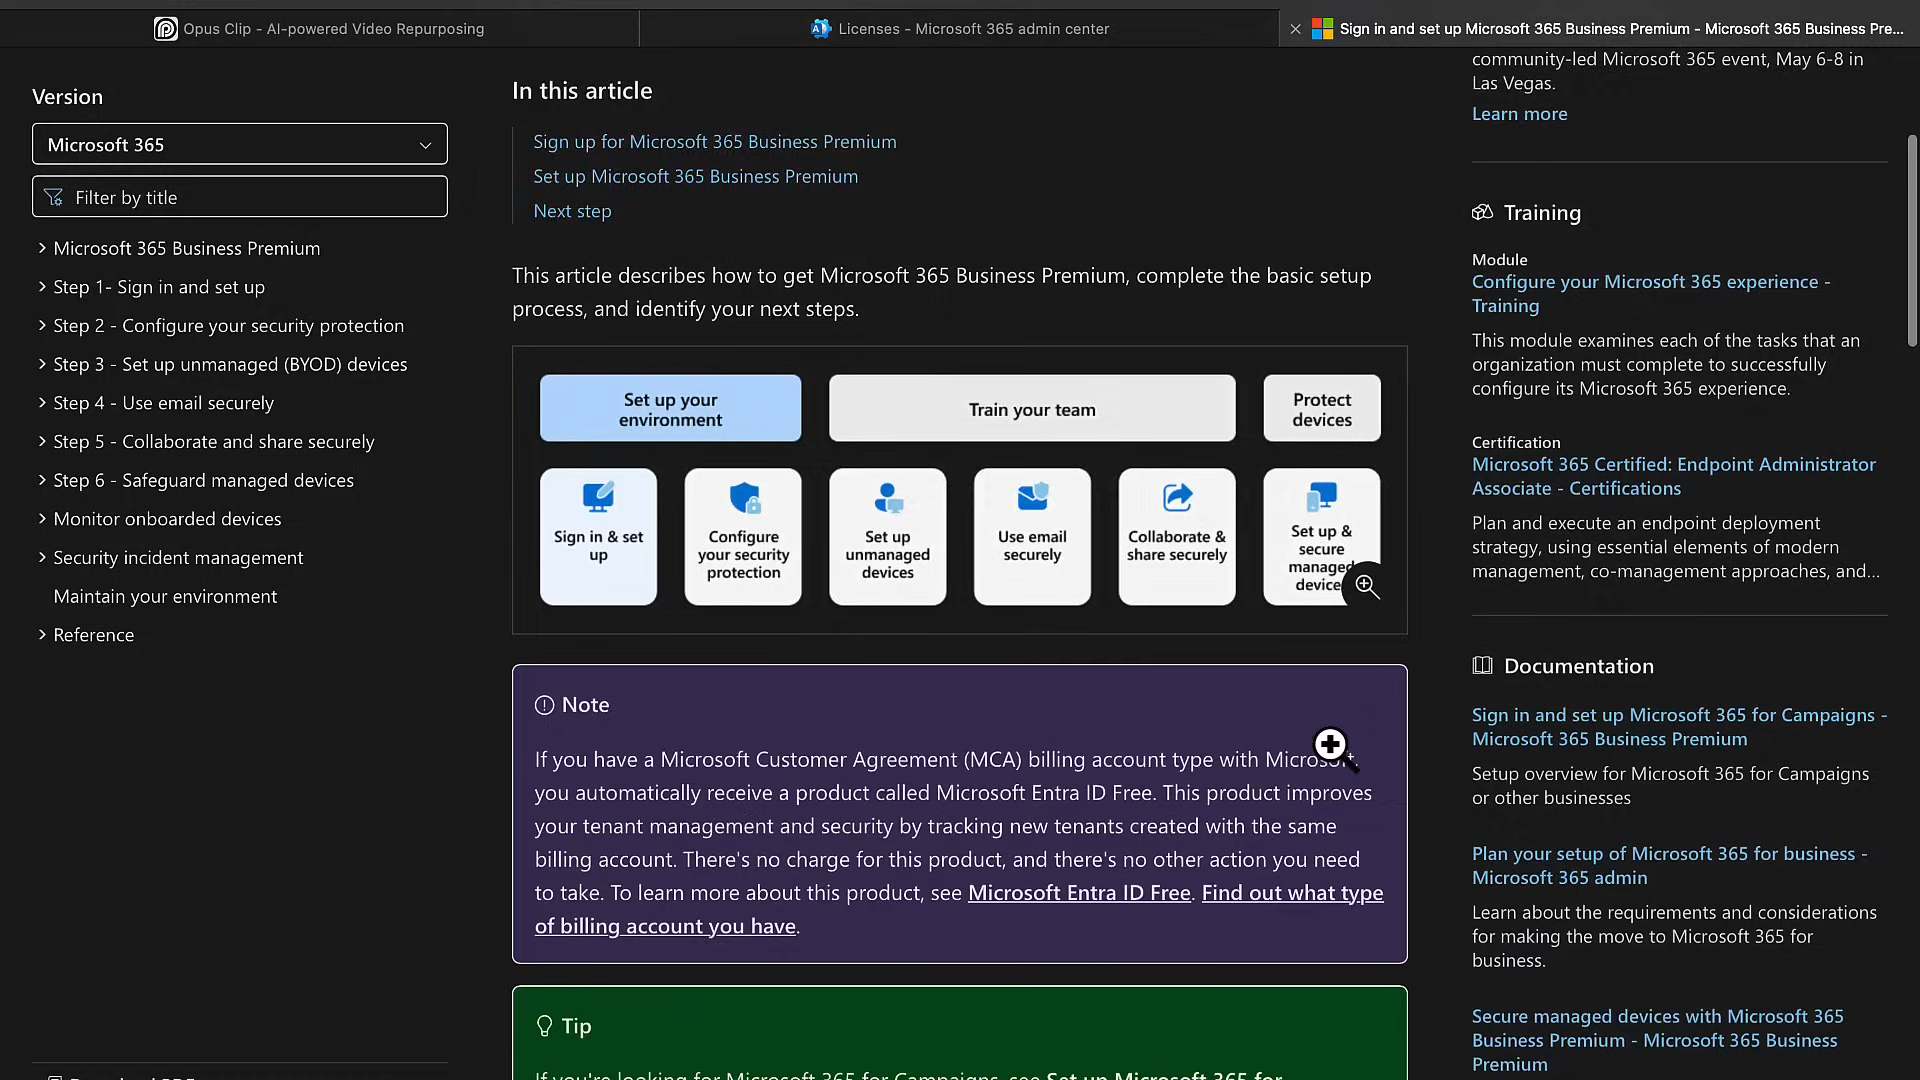 Opus Clip - AI-powered Video Repurposing
Licenses - Microsoft 365 admin center
Sign in and set up Microsoft 365 Business Premium - Microsoft 365 Business Pre...
Version
Microsoft 365
Filter by title
Microsoft 365 Business Premium
Step 1- Sign in and set up
Step 2 - Configure your security protection
Step 3 - Set up unmanaged (BYOD) devices
Step 4 - Use email securely
Step 5 - Collaborate and share securely
Step 6 - Safeguard managed devices
Monitor onboarded devices
Security incident management
Maintain your environment
Reference
In this article
Sign up for Microsoft 365 Business Premium
Set up Microsoft 365 Business Premium
Next step
This article describes how to get Microsoft 365 Business Premium, complete the basic setup
process, and identify your next steps.
Set up your
environment
Train your team
Protect
devices
Sign in & set
up
Configure
your security
protection
Set up
unmanaged
devices
Use email
securely
Collaborate &
share securely
Set up &
secure
managed
device
Note
If you have a Microsoft Customer Agreement (MCA) billing account type with Microsoft,
you automatically receive a product called Microsoft Entra ID Free. This product improves
your tenant management and security by tracking new tenants created with the same
billing account. There's no charge for this product, and there's no other action you need
to take. To learn more about this product, see Microsoft Entra ID Free. Find out what type
of billing account you have.
Tip
If you're looking for Microsoft 365 for Campaigns, see Set up Microsoft 365 for
community-led Microsoft 365 event, May 6-8 in
Las Vegas.
Learn more
Training
Module
Configure your Microsoft 365 experience -
Training
This module examines each of the tasks that an
organization must complete to successfully
configure its Microsoft 365 experience.
Certification
Microsoft 365 Certified: Endpoint Administrator
Associate - Certifications
Plan and execute an endpoint deployment
strategy, using essential elements of modern
management, co-management approaches, and...
Documentation
Sign in and set up Microsoft 365 for Campaigns -
Microsoft 365 Business Premium
Setup overview for Microsoft 365 for Campaigns
or other businesses
Plan your setup of Microsoft 365 for business -
Microsoft 365 admin
Learn about the requirements and considerations
for making the move to Microsoft 365 for
business.
Secure managed devices with Microsoft 365
Business Premium - Microsoft 365 Business
Premium